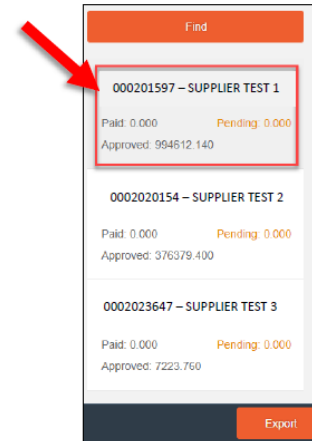 Find
000201597 – SUPPLIER TEST 1
Paid: 0.000 Pending: 0.000
Approved: 994612.140
0002020154 – SUPPLIER TEST 2
Paid: 0.000 Pending: 0.000
Approved: 376379.400
0002023647 – SUPPLIER TEST 3
Paid: 0.000 Pending: 0.000
Approved: 7223.760
Export